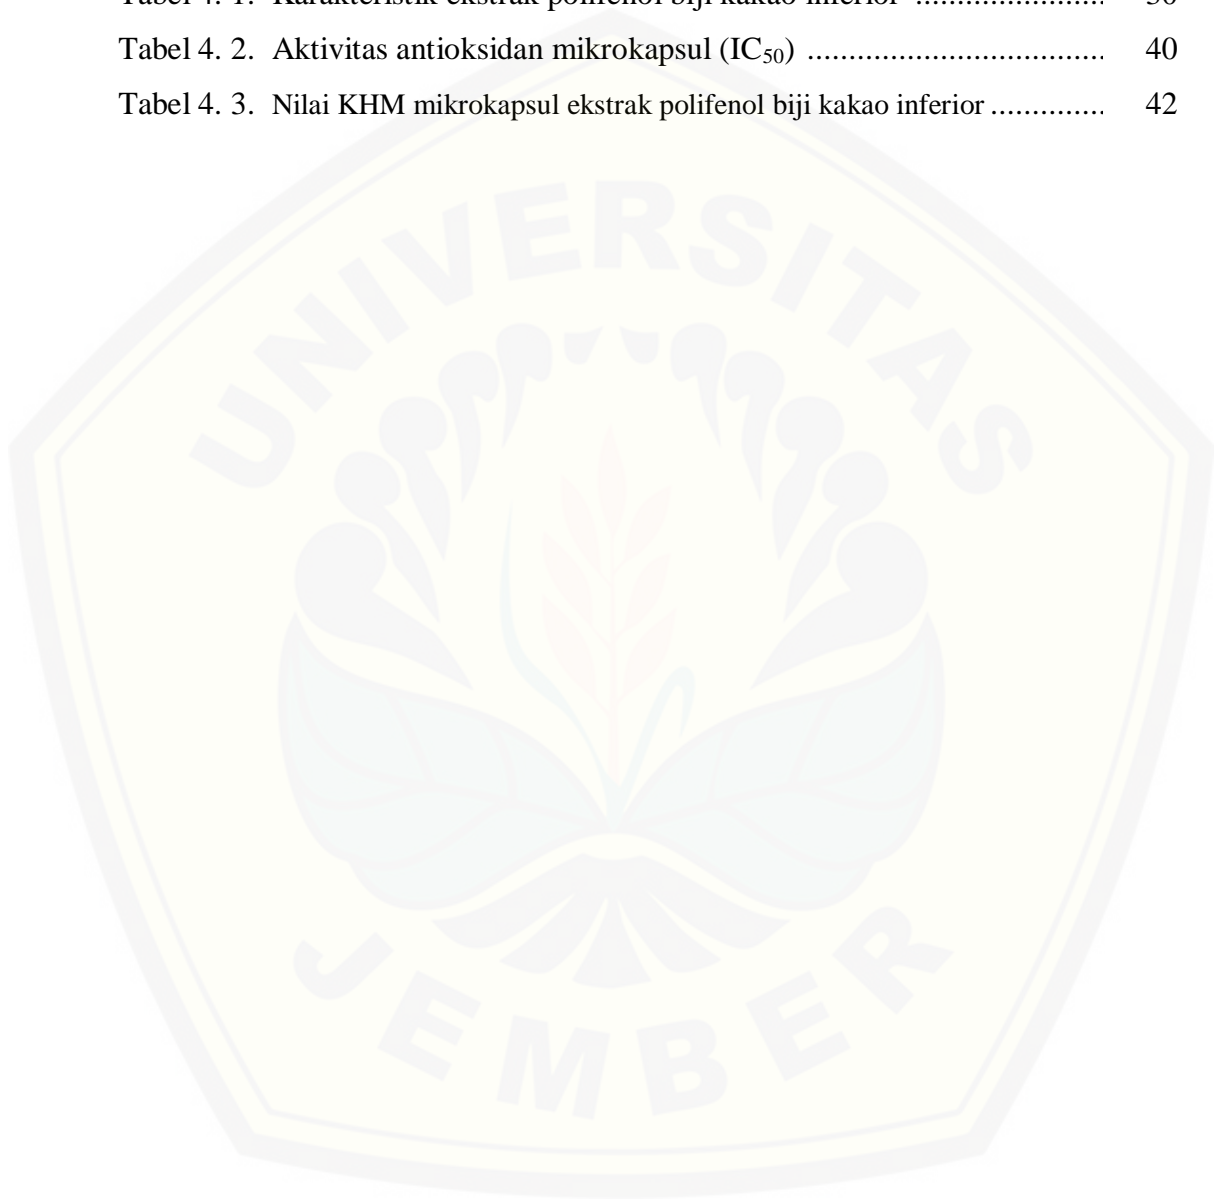 Tabel 4. 1. Karakteristik ekstrak polifenol biji kakao inferior ........................
Tabel 4. 2. Aktivitas antioksidan mikrokapsul (IC50) ..................................... 40
Tabel 4. 3. Nilai KHM mikrokapsul ekstrak polifenol biji kakao inferior .............. 42
UNIVERSITAS
JEMBER